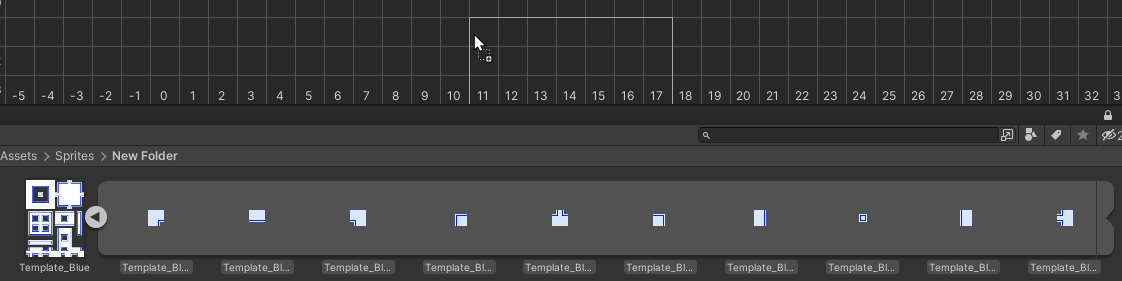 -5 -4 -3 -2 -1 0 1 2 3 4 5 6 7 8 9 10 11 12 13 14 15 16 17 18 19 20 21 22 23 24 25 26 27 28 29 30 31 32 3
2
Assets > Sprites > New Folder
Template_Blue Template_Bl... Template_Bl... Template_Bl... Template_Bl... Template_Bl... Template_Bl... Template_Bl... Template_Bl... Template_Bl... Template_Bl...